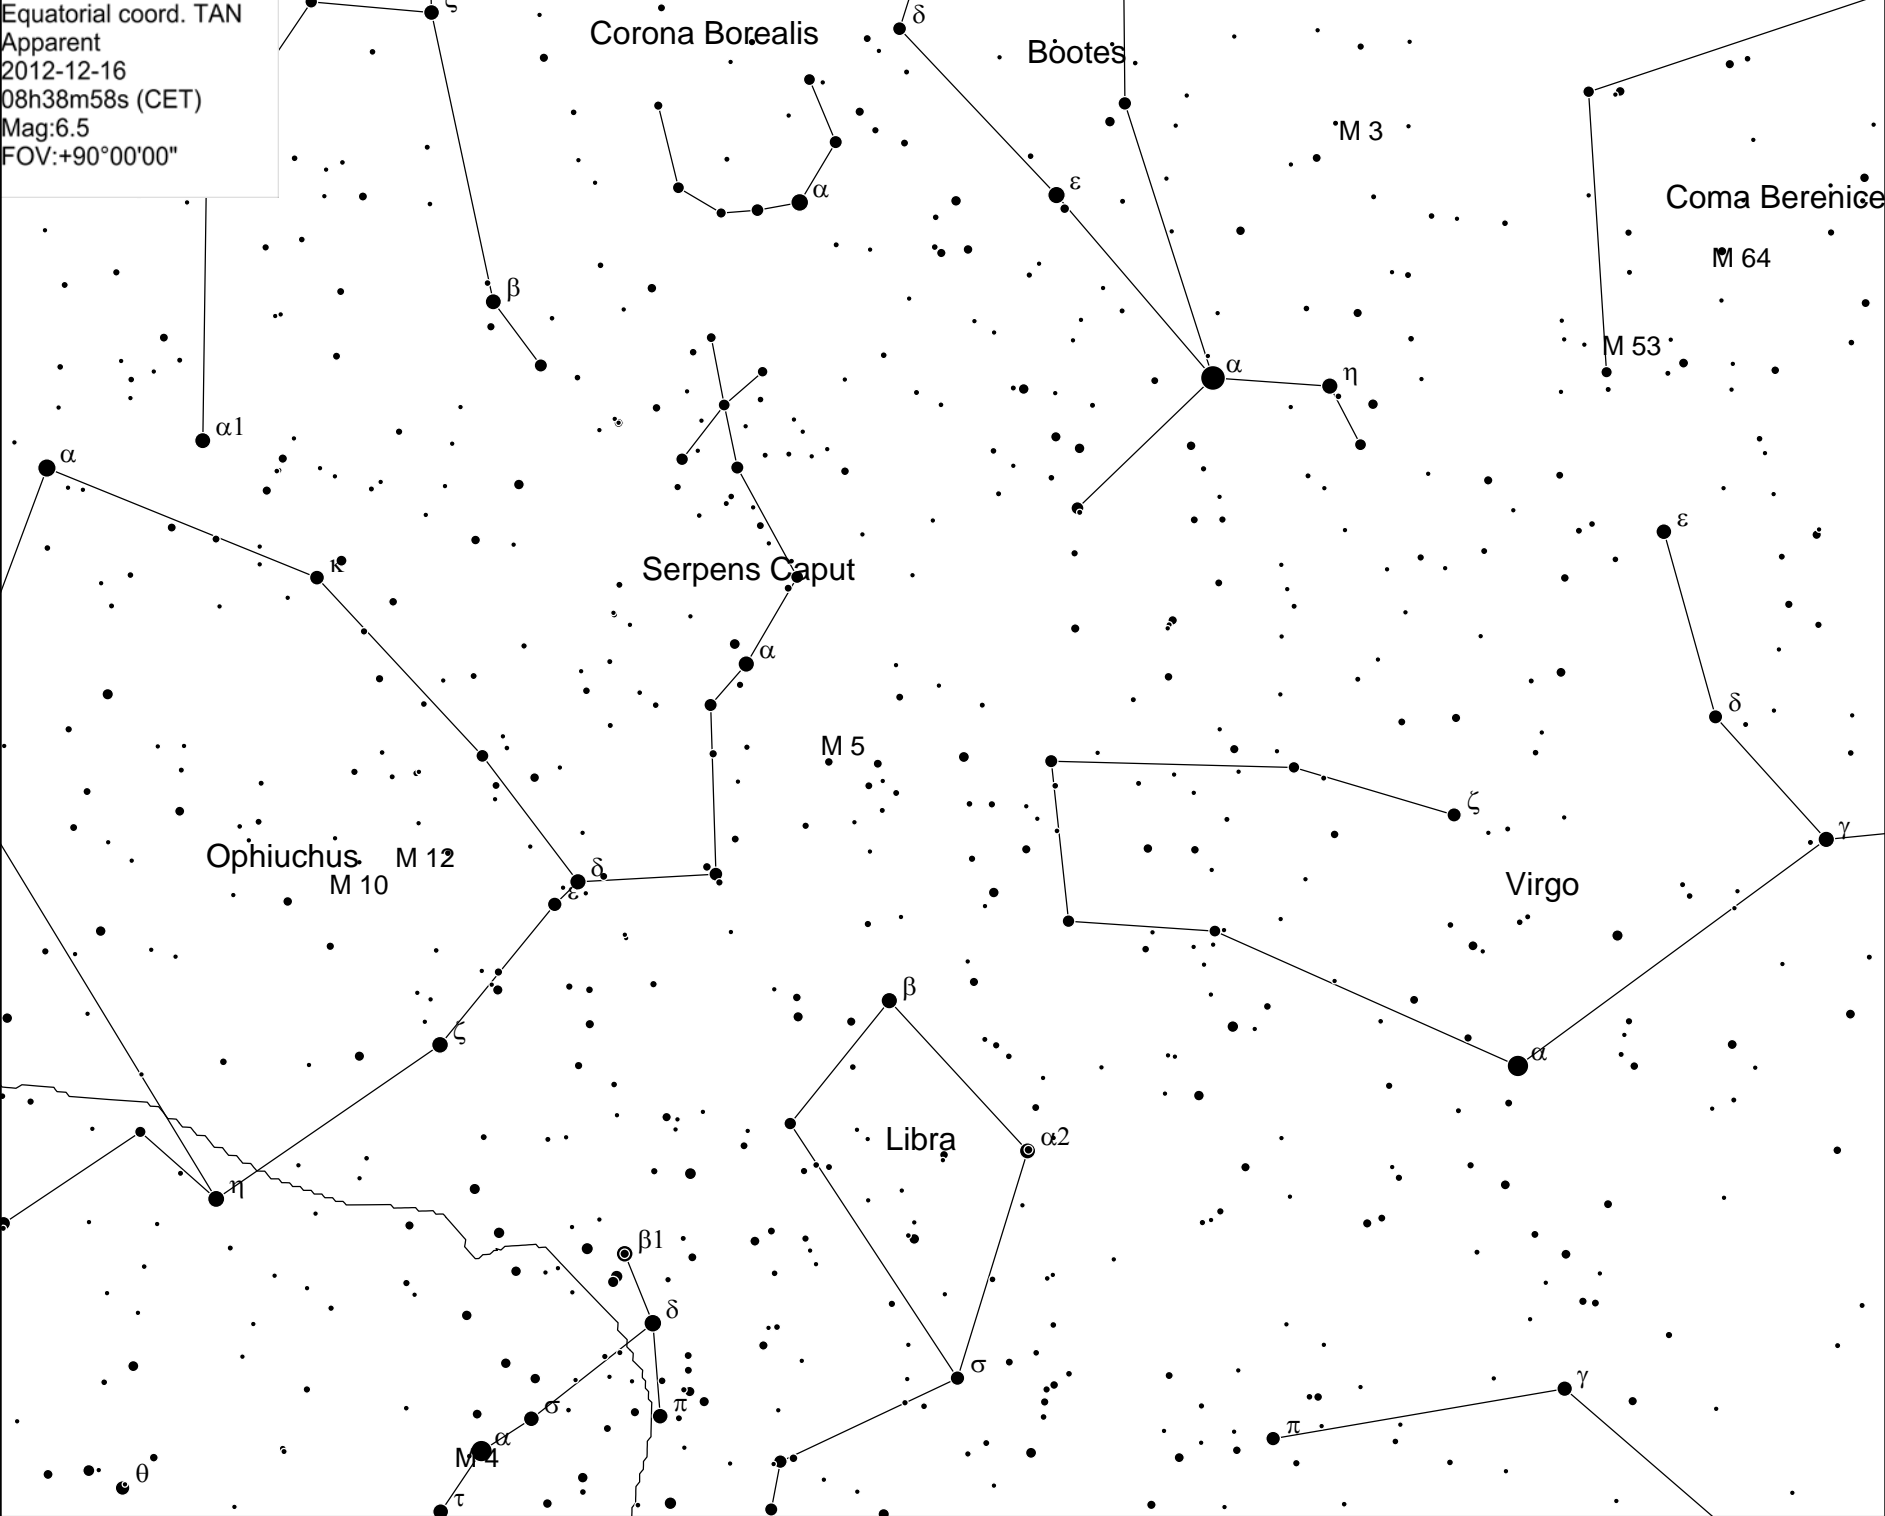 Equatorial coord. TAN
Apparent
2012-12-16
08h38m58s (CET)
Mag:6.5
FOV:+90°00'00"
ζ
Corona Borealis
δ
Bootes
M 3
Coma Berenice
α
ε
M 64
β
M 53
α
η
α1
α
ε
κ
Serpens Caput
α
δ
M 5
ζ
γ
Ophiuchus
M 12
M 10
δ
ε
Virgo
β
ζ
α
Libra
α2
η
β1
δ
σ
γ
σ
π
π
α
M 4
θ
τ